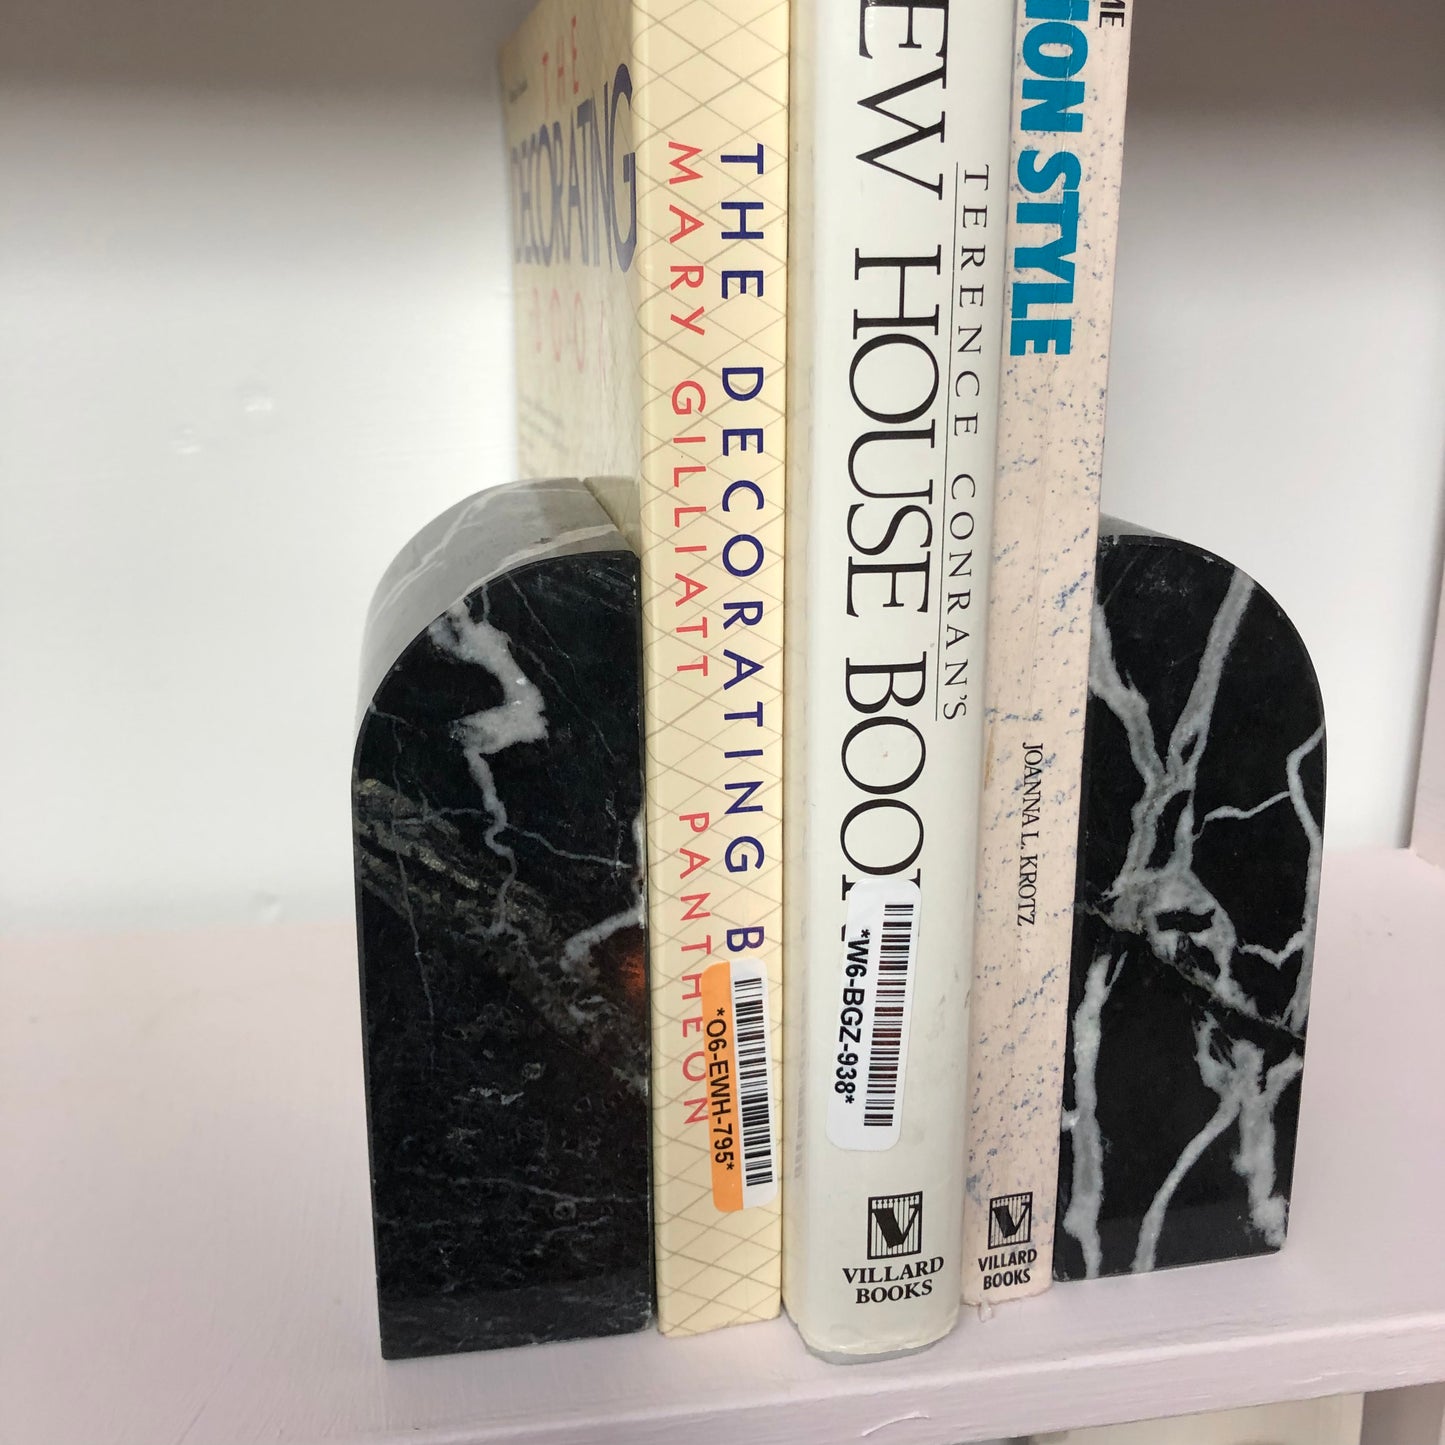 THE
DECORATING
BOOK
THE DECORATING B
MARY GILLIATT PANTHEON
*O6-EWH-795*
TERENCE CONRAN'S
EW HOUSE BOO
*W6-BGZ-938*
VILLARD
BOOKS
ME
ION STYLE
JOANNA L. KROTZ
VILLARD
BOOKS